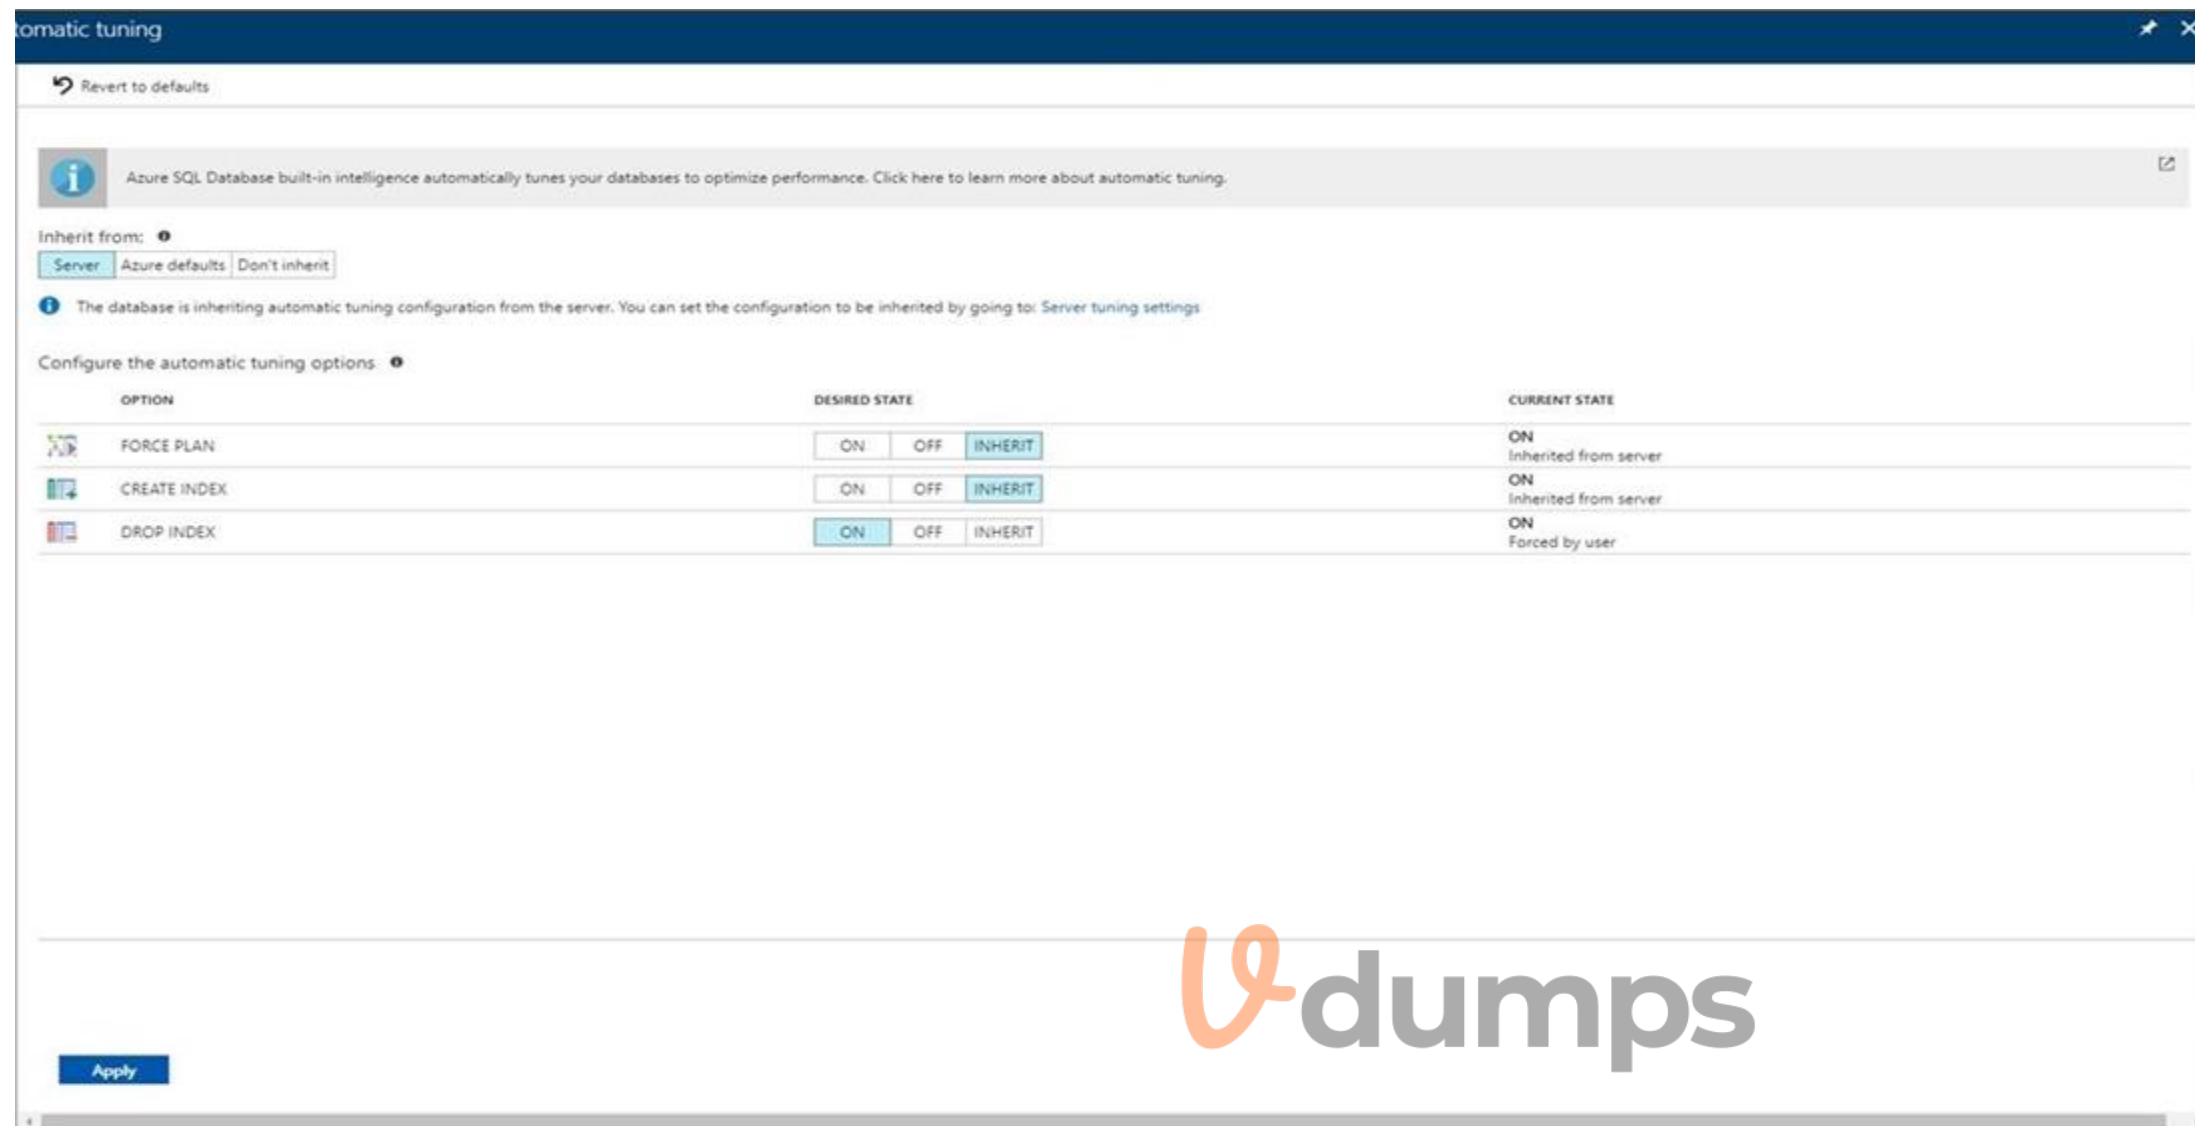 tomatic tuning
Revert to defaults
Azure SQL Database built-in intelligence automatically tunes your databases to optimize performance. Click here to learn more about automatic tuning.
Inherit from:
Server Azure defaults Don't inherit
The database is inheriting automatic tuning configuration from the server. You can set the configuration to be inherited by going to: Server tuning settings
Configure the automatic tuning options
OPTION DESIRED STATE CURRENT STATE
FORCE PLAN ON OFF INHERIT ON
Inherited from server
CREATE INDEX ON OFF INHERIT ON
Inherited from server
DROP INDEX ON OFF INHERIT ON
Forced by user
Vdumps
Apply